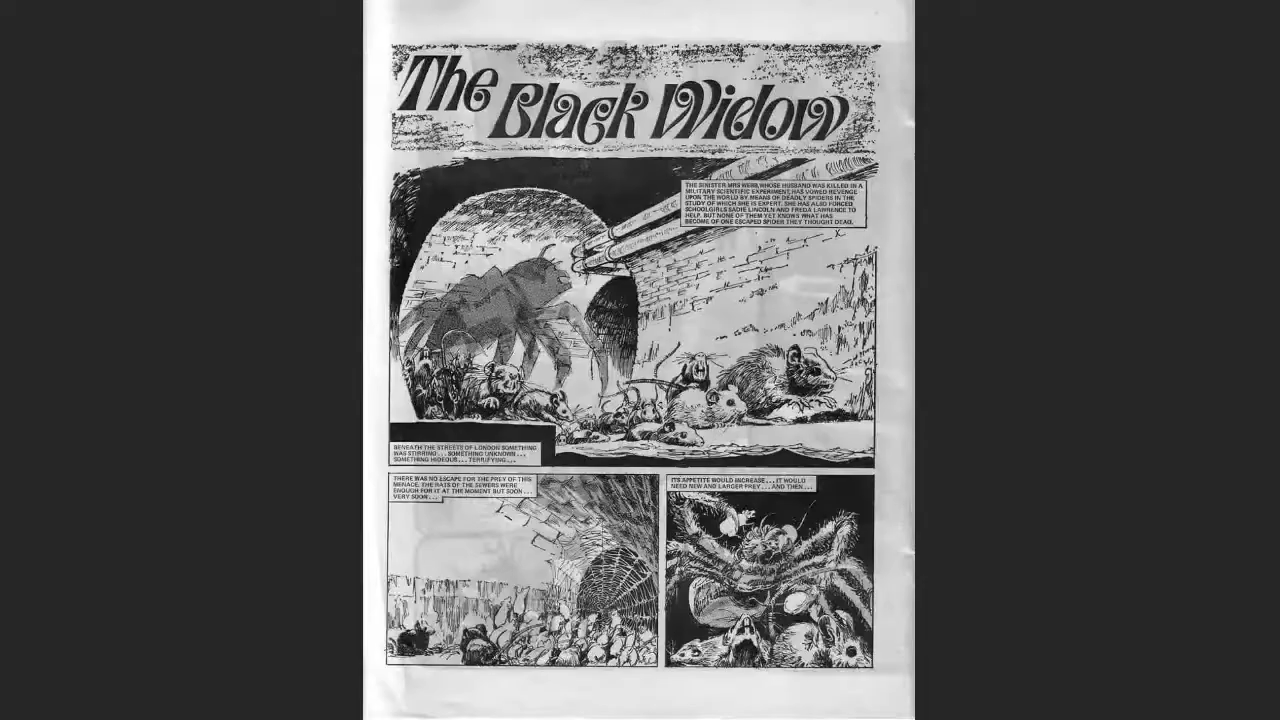 The
Black Widow
THE SINISTER MRS WEBB, WHOSE HUSBAND WAS KILLED IN A
MILITARY SCIENTIFIC EXPERIMENT, HAS VOWED REVENGE
UPON THE WORLD BY MEANS OF DEADLY SPIDERS IN THE
STUDY OF WHICH SHE IS EXPERT. SHE HAS ALSO FORCED
SCHOOLGIRLS SADIE LINCOLN AND FREDA LAWRANCE TO
HELP. BUT NONE OF THEM YET KNOWS WHAT HAS
BECOME OF ONE ESCAPED SPIDER THEY THOUGHT DEAD.
BENEATH THE STREETS OF LONDON SOMETHING
WAS STIRRING . . . SOMETHING UNKNOWN . . .
SOMETHING HIDEOUS . . . TERRIFYING . . .
THERE WAS NO ESCAPE FOR THE PREY OF THIS
MENACE. THE RATS OF THE SEWERS WERE
ENOUGH FOR IT AT THE MOMENT BUT SOON . . .
VERY SOON . . .
ITS APPETITE WOULD INCREASE . . . IT WOULD
NEED NEW AND LARGER PREY . . . AND THEN . . .